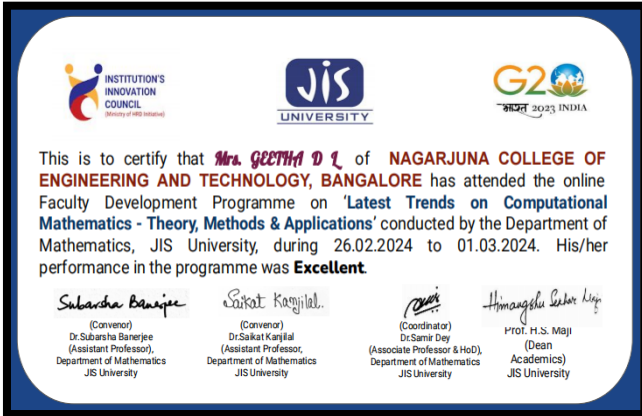 INSTITUTION'S
INNOVATION
COUNCIL
(Ministry of HRD Initiative)
JIS
UNIVERSITY
G20
भारत 2023 INDIA
This is to certify that Mrs. GEETHA D L of NAGARJUNA COLLEGE OF
ENGINEERING AND TECHNOLOGY, BANGALORE has attended the online
Faculty Development Programme on ‘Latest Trends on Computational
Mathematics - Theory, Methods & Applications’ conducted by the Department of
Mathematics, JIS University, during 26.02.2024 to 01.03.2024. His/her
performance in the programme was Excellent.
Subarsha Banerjee
(Convenor)
Dr.Subarsha Banerjee
(Assistant Professor),
Department of Mathematics
JIS University
Saikat Kanjilal.
(Convenor)
Dr.Saikat Kanjilal
(Assistant Professor,
Department of Mathematics
JIS University
(Coordinator)
Dr.Samir Dey
(Associate Professor & HoD),
Department of Mathematics
JIS University
Himangshu Sekhar Maji
Prof. H.S. Maji
(Dean
Academics)
JIS University